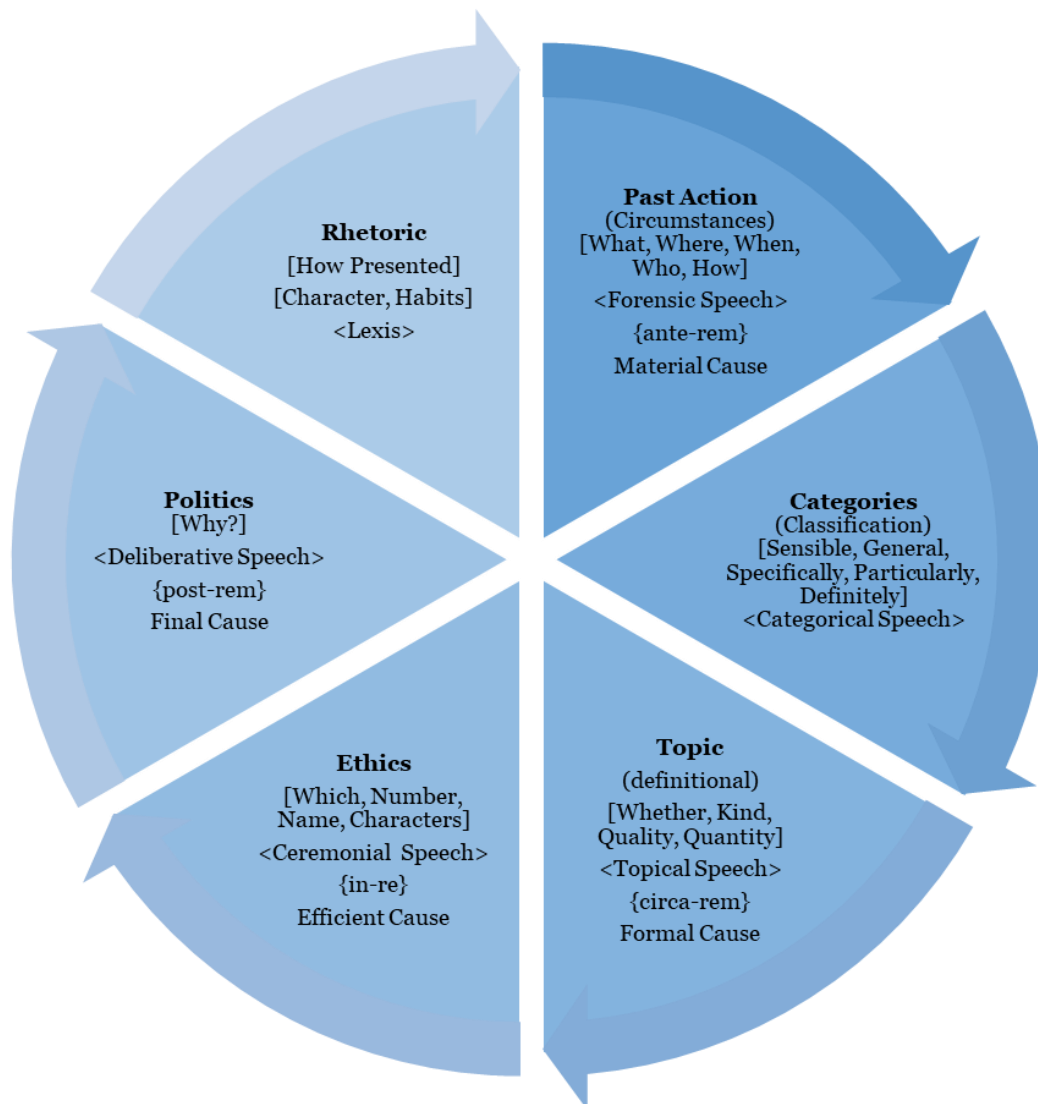 Past Action
(Circumstances)
[What, Where, When,
Who, How]
<Forensic Speech>
{ante-rem}
Material Cause
Categories
(Classification)
[Sensible, General,
Specifically, Particularly,
Definitely]
<Categorical Speech>
Topic
(definitional)
[Whether, Kind,
Quality, Quantity]
<Topical Speech>
{circa-rem}
Formal Cause
Ethics
[Which, Number,
Name, Characters]
<Ceremonial Speech>
{in-re}
Efficient Cause
Politics
[Why?]
<Deliberative Speech>
{post-rem}
Final Cause
Rhetoric
[How Presented]
[Character, Habits]
<Lexis>